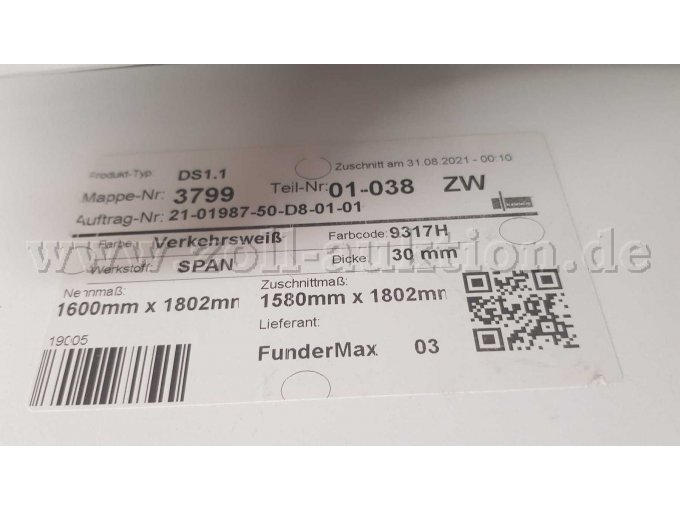 Produkt-Typ: DS1.1 Zuschnitt am 31.08.2021 - 00:10
Mappe-Nr: 3799 Teil-Nr: 01-038 ZW
Auftrag-Nr: 21-01987-50-D8-01-01
Farbe: Verkehrsweiß Farbcode: 9317H
www.zoll-auktion.de
Werkstoff: SPAN Dicke: 30 mm
Nennmaß: Zuschnittmaß:
1600mm x 1802mm 1580mm x 1802mm
19005 Lieferant:
FunderMax 03